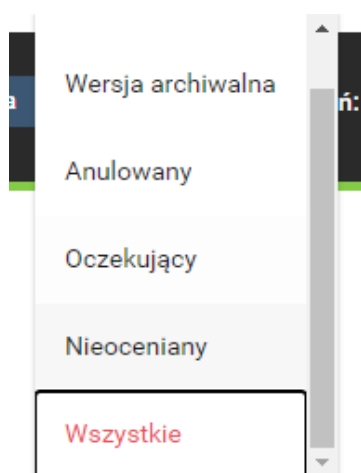 Wersja archiwalna
a
ń:
Anulowany
Oczekujący
Nieoceniany
Wszystkie